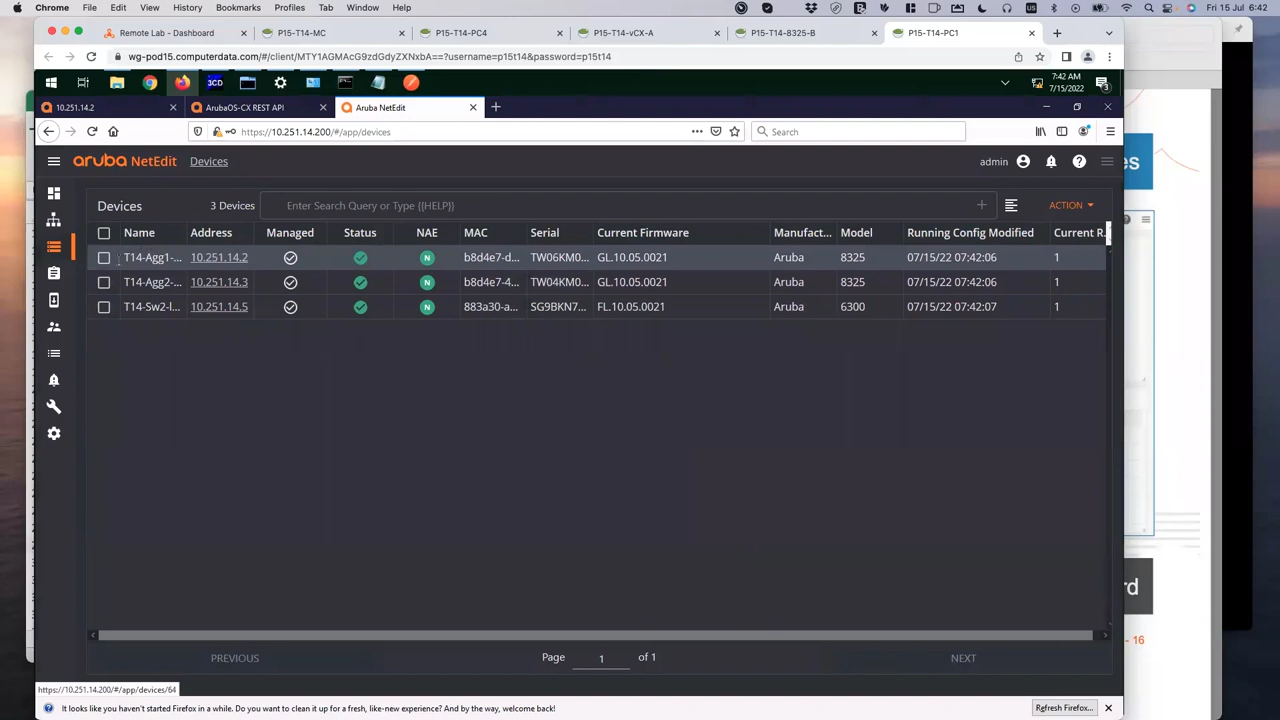 Chrome File Edit View History Bookmarks Profiles Tab Window Help Fri 15 Jul 6:42
Remote Lab - Dashboard P15-T14-MC P15-T14-PC4 P15-T14-vCX-A P15-T14-8325-B P15-T14-PC1
wg-pod15.computerdata.com/#/client/MTY1AGMAcG9zdGdyZXNxbA==?username=p15t14&password=p15t14
7:42 AM
7/15/2022
10.251.14.2 ArubaOS-CX REST API Aruba NetEdit
https://10.251.14.200/#/app/devices Search
aruba NetEdit Devices admin
Devices 3 Devices Enter Search Query or Type {{HELP}} ACTION
Name Address Managed Status NAE MAC Serial Current Firmware Manufact... Model Running Config Modified Current R.
T14-Agg1-... 10.251.14.2 N b8d4e7-d... TW06KM0... GL.10.05.0021 Aruba 8325 07/15/22 07:42:06 1
T14-Agg2-... 10.251.14.3 N b8d4e7-4... TW04KM0... GL.10.05.0021 Aruba 8325 07/15/22 07:42:06 1
T14-Sw2-l... 10.251.14.5 N 883a30-a... SG9BKN7... FL.10.05.0021 Aruba 6300 07/15/22 07:42:07 1
PREVIOUS Page 1 of 1 NEXT
- 16
https://10.251.14.200/#/app/devices/64
It looks like you haven't started Firefox in a while. Do you want to clean it up for a fresh, like-new experience? And by the way, welcome back! Refresh Firefox...